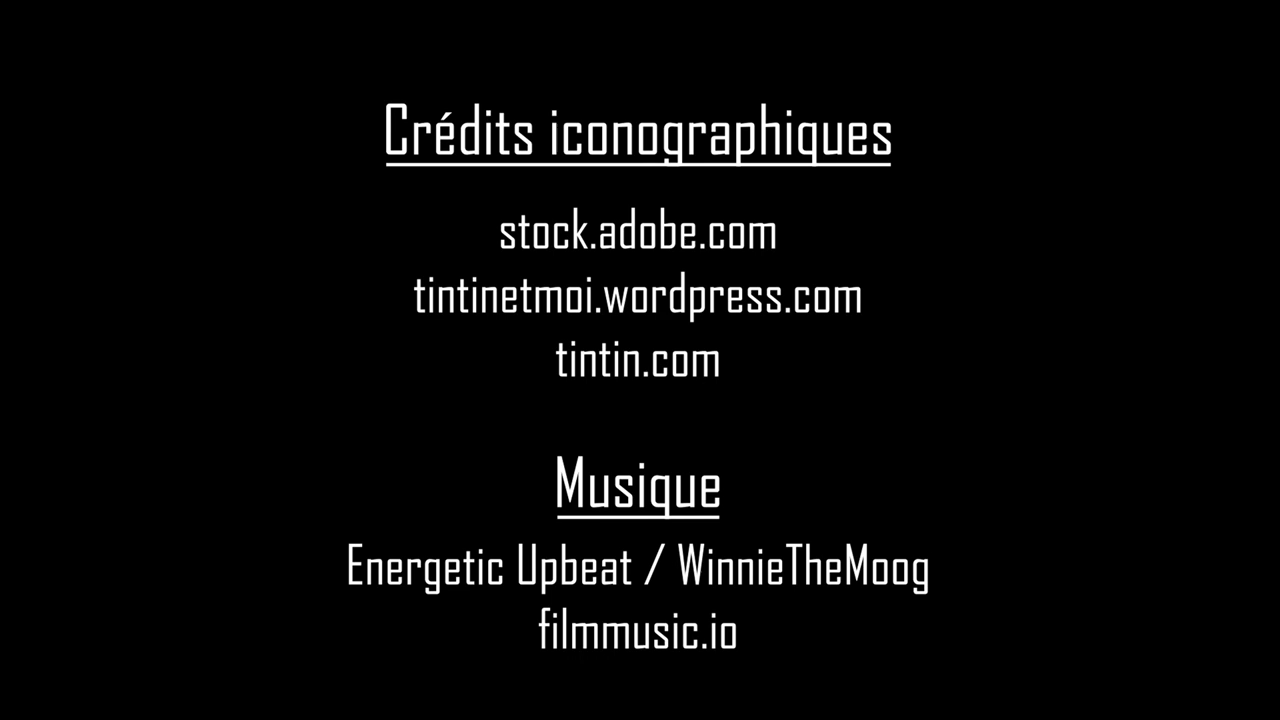 Crédits iconographiques
stock.adobe.com
tintinetmoi.wordpress.com
tintin.com
Musique
Energetic Upbeat / WinnieTheMoog
filmmusic.io